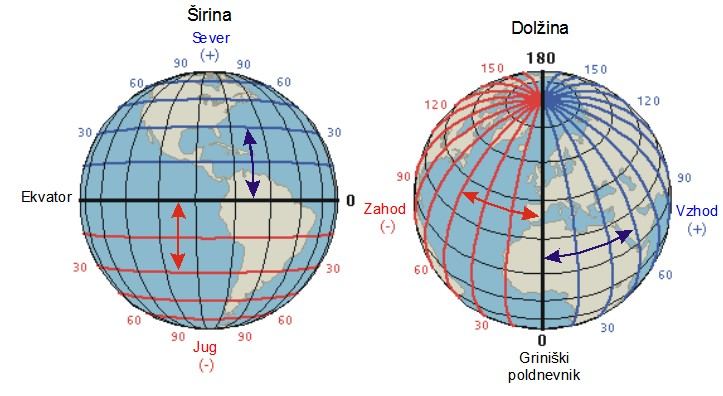 Širina
Sever
(+)
90 90
60 60
30 30
Ekvator 0
30 30
60 60
90 90
Jug
(-)
Dolžina
180
150 150
120 120
90 90
Zahod
(-)
Vzhod
(+)
60 60
30 30
0
Griniški
poldnevnik